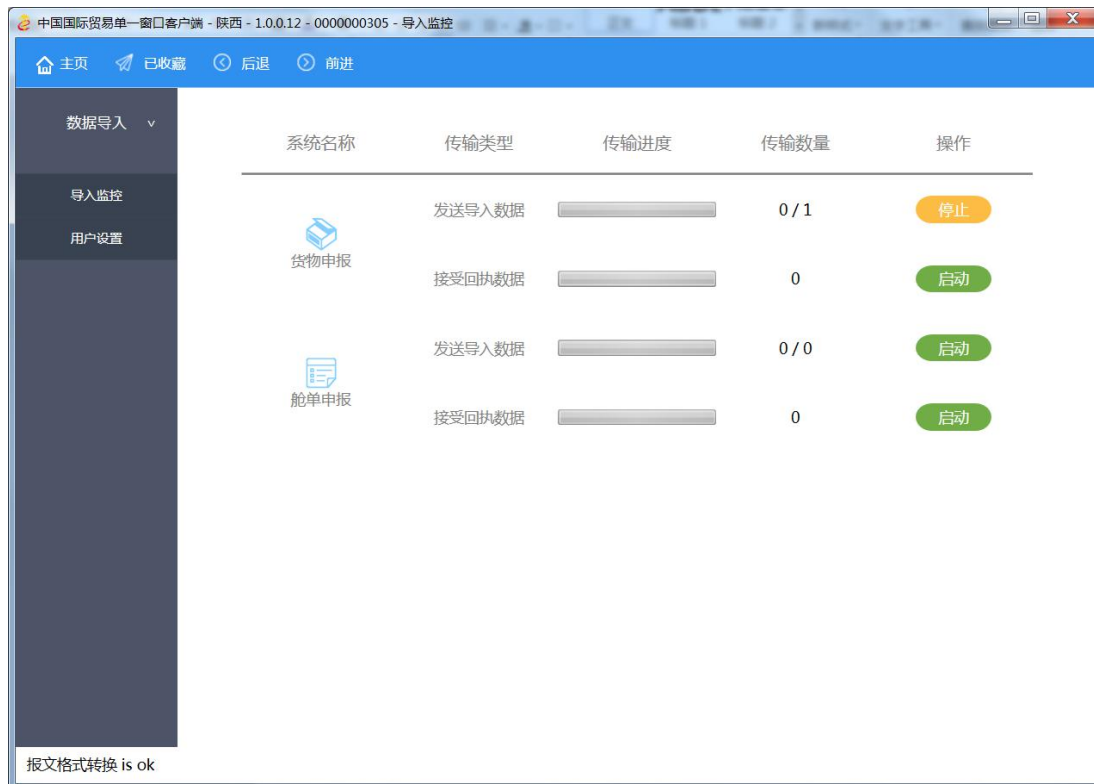 中国国际贸易单一窗口客户端 - 陕西 - 1.0.0.12 - 0000000305 - 导入监控
主页 已收藏 后退 前进
数据导入
导入监控
用户设置
系统名称 传输类型 传输进度 传输数量 操作
货物申报
发送导入数据 0 / 1 停止
接受回执数据 0 启动
舱单申报
发送导入数据 0 / 0 启动
接受回执数据 0 启动
报文格式转换 is ok